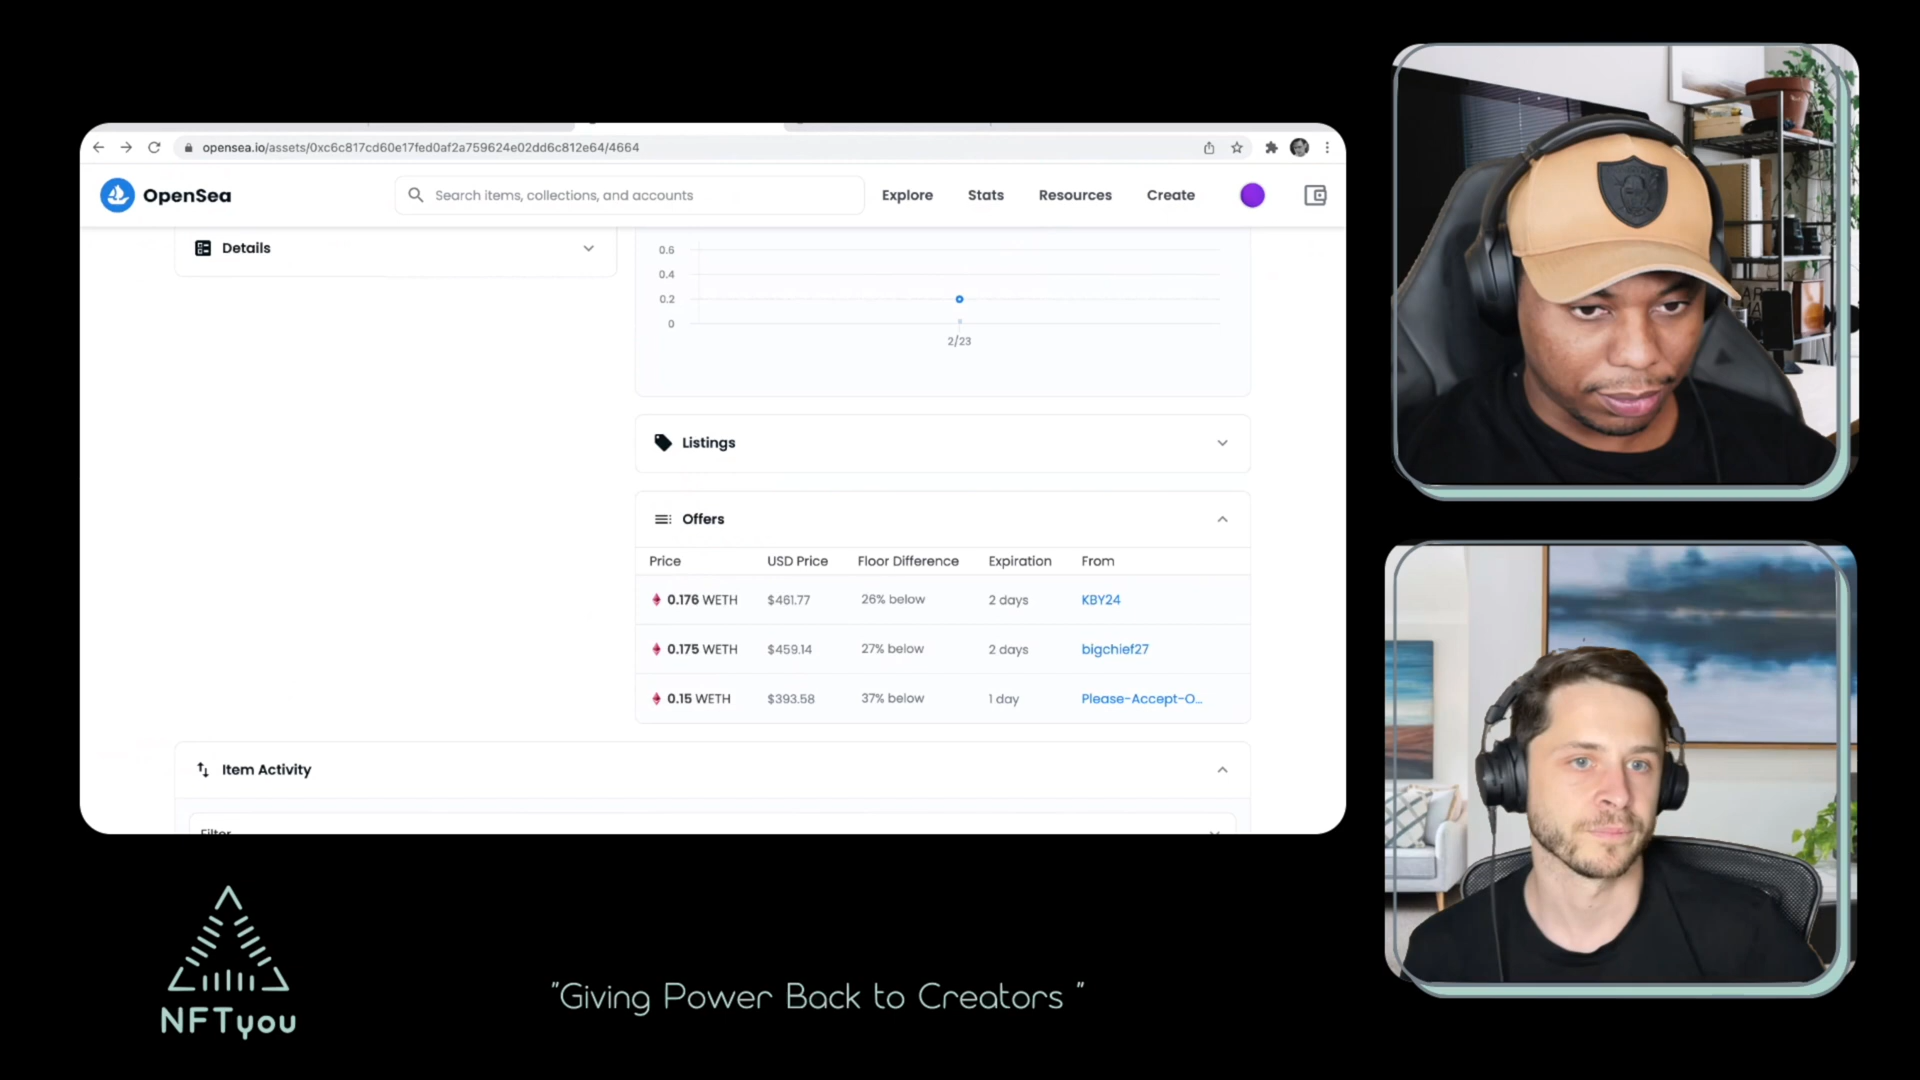 opensea.io/assets/0xc6c817cd60e17fed0af2a759624e02dd6c812e64/4664
OpenSea
Search items, collections, and accounts
Explore
Stats
Resources
Create
Details
0.6
0.4
0.2
0
2/23
Listings
Offers
Price USD Price Floor Difference Expiration From
0.176 WETH $461.77 26% below 2 days KBY24
0.175 WETH $459.14 27% below 2 days bigchief27
0.15 WETH $393.58 37% below 1 day Please-Accept-O...
Item Activity
Filter
NFTyou
"Giving Power Back to Creators "